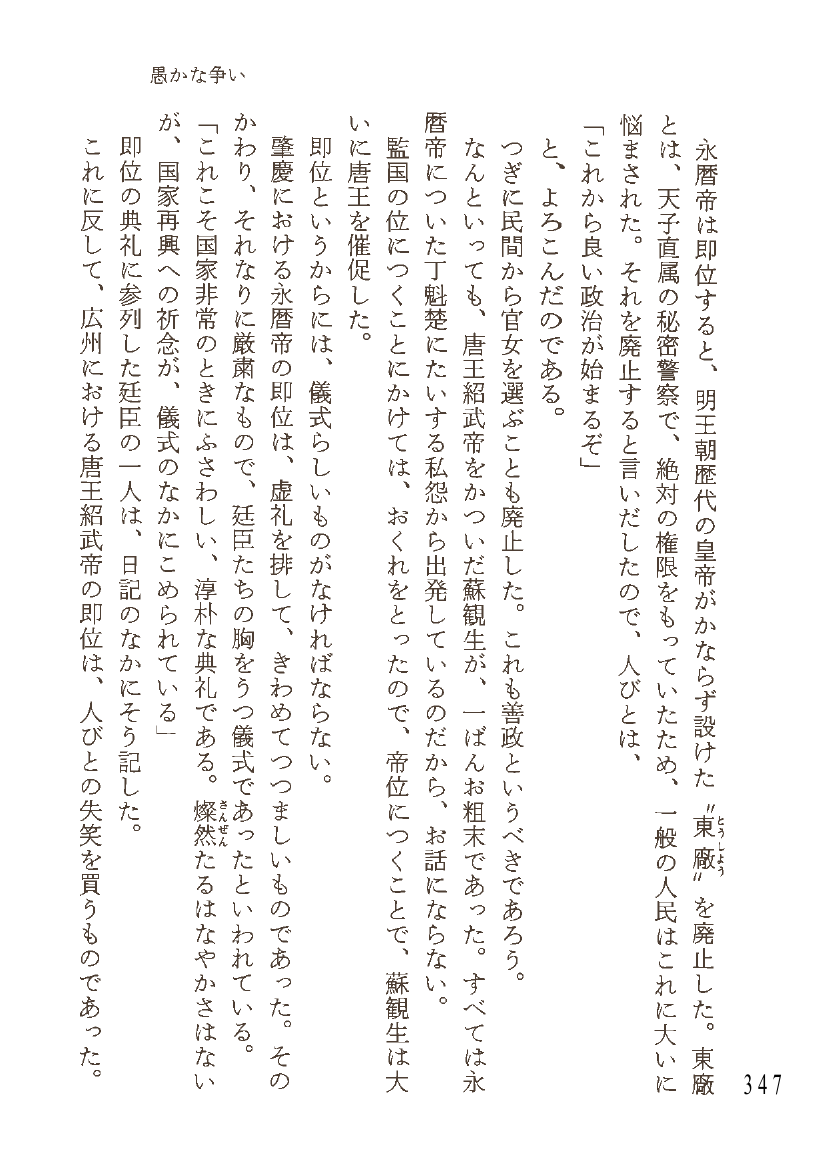 愚かな争い
永暦帝は即位すると、明王朝歴代の皇帝がかならず設けた〝東廠〟を廃止した。東廠
とうしよう
とは、天子直属の秘密警察で、絶対の権限をもっていたため、一般の人民はこれに大いに
悩まされた。それを廃止すると言いだしたので、人びとは、
「これから良い政治が始まるぞ」
と、よろこんだのである。
つぎに民間から官女を選ぶことも廃止した。これも善政というべきであろう。
なんといっても、唐王紹武帝をかついだ蘇観生が、一ばんお粗末であった。すべては永
暦帝についた丁魁楚にたいする私怨から出発しているのだから、お話にならない。
監国の位につくことにかけては、おくれをとったので、帝位につくことで、蘇観生は大
いに唐王を催促した。
即位というからには、儀式らしいものがなければならない。
肇慶における永暦帝の即位は、虚礼を排して、きわめてつつましいものであった。その
かわり、それなりに厳粛なもので、廷臣たちの胸をうつ儀式であったといわれている。
「これこそ国家非常のときにふさわしい、淳朴な典礼である。燦然たるはなやかさはない
さんぜん
が、国家再興への祈念が、儀式のなかにこめられている」
即位の典礼に参列した廷臣の一人は、日記のなかにそう記した。
これに反して、広州における唐王紹武帝の即位は、人びとの失笑を買うものであった。
347